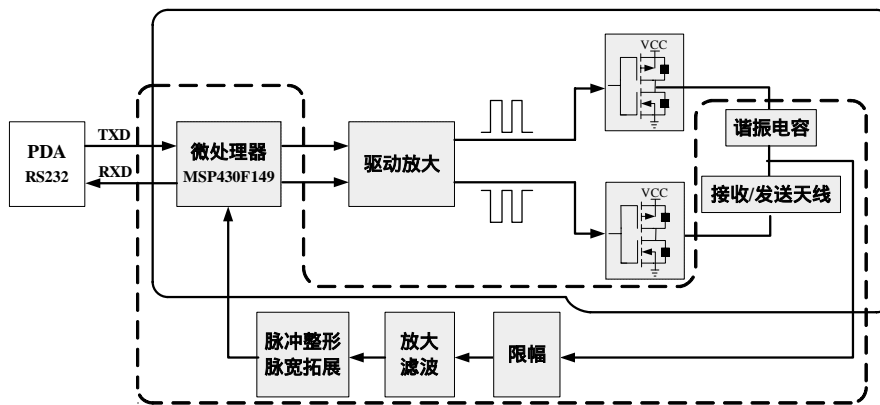 VCC
PDA
RS232
TXD
RXD
微处理器
MSP430F149
驱动放大
谐振电容
接收/发送天线
VCC
脉冲整形
脉宽拓展
放大
滤波
限幅